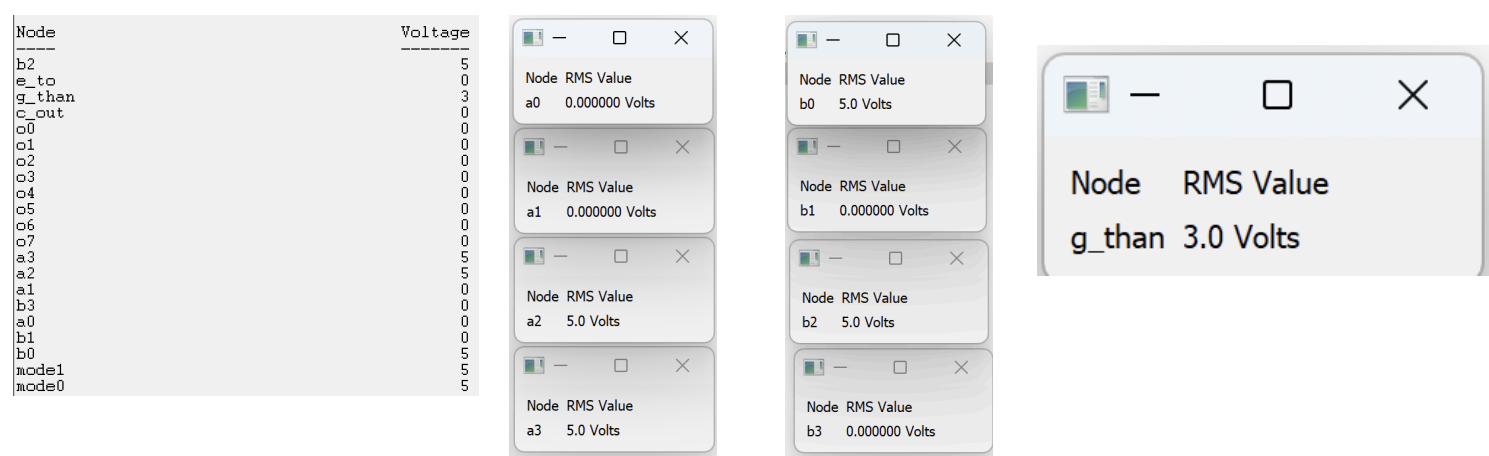 Node Voltage
---- -------
b2 5
e_to 0
g_than 3
c_out 0
o0 0
o1 0
o2 0
o3 0
o4 0
o5 0
o6 0
o7 0
a3 5
a2 5
a1 0
b3 0
a0 0
b1 0
b0 5
mode1 5
mode0 5
Node RMS Value
a0 0.000000 Volts
Node RMS Value
a1 0.000000 Volts
Node RMS Value
a2 5.0 Volts
Node RMS Value
a3 5.0 Volts
Node RMS Value
b0 5.0 Volts
Node RMS Value
b1 0.000000 Volts
Node RMS Value
b2 5.0 Volts
Node RMS Value
b3 0.000000 Volts
Node RMS Value
g_than 3.0 Volts